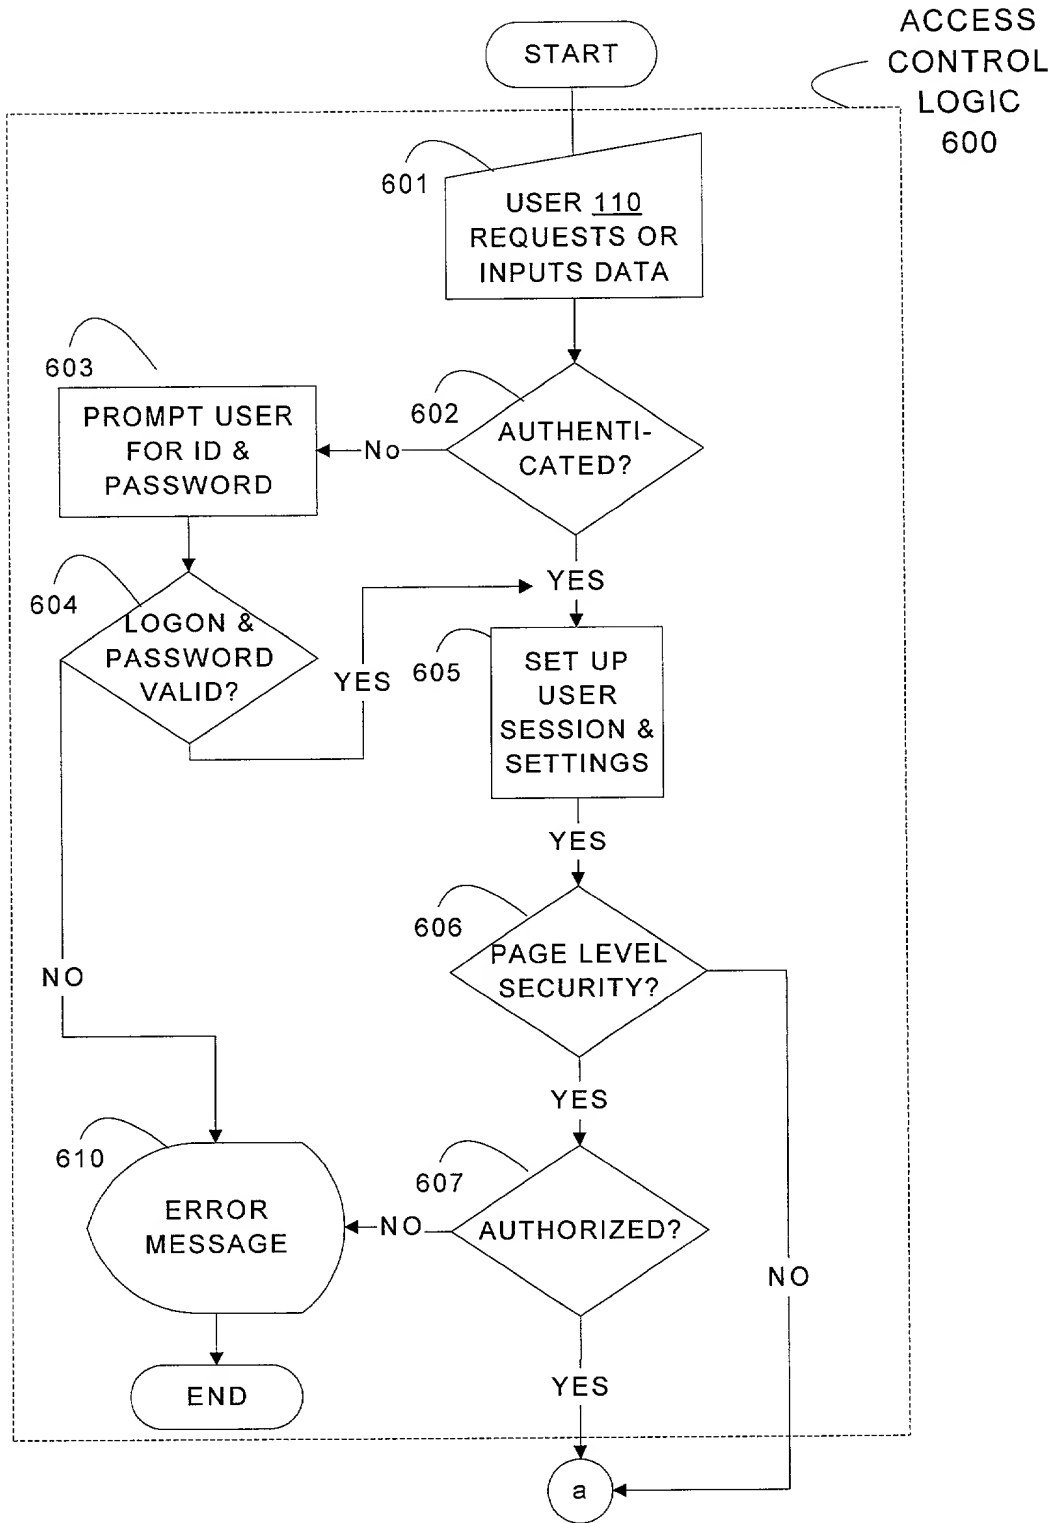 ACCESS
CONTROL
LOGIC
600
START
601
USER 110
REQUESTS OR
INPUTS DATA
603
PROMPT USER
FOR ID &
PASSWORD
No
602
AUTHENTI-
CATED?
604
LOGON &
PASSWORD
VALID?
YES
YES
605
SET UP
USER
SESSION &
SETTINGS
YES
606
PAGE LEVEL
SECURITY?
NO
YES
610
ERROR
MESSAGE
NO
607
AUTHORIZED?
NO
END
YES
a